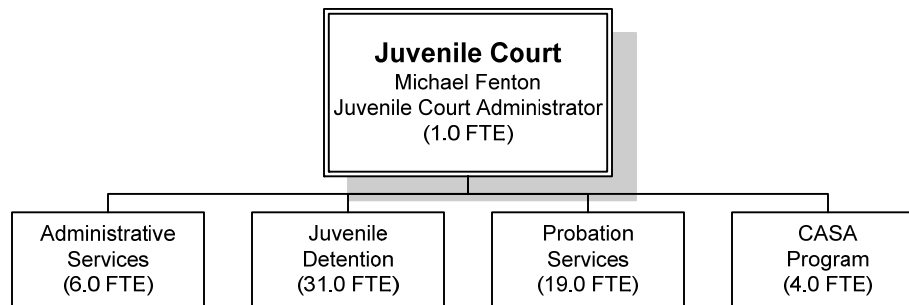 Juvenile Court
Michael Fenton
Juvenile Court Administrator
(1.0 FTE)
Administrative
Services
(6.0 FTE)
Juvenile
Detention
(31.0 FTE)
Probation
Services
(19.0 FTE)
CASA
Program
(4.0 FTE)